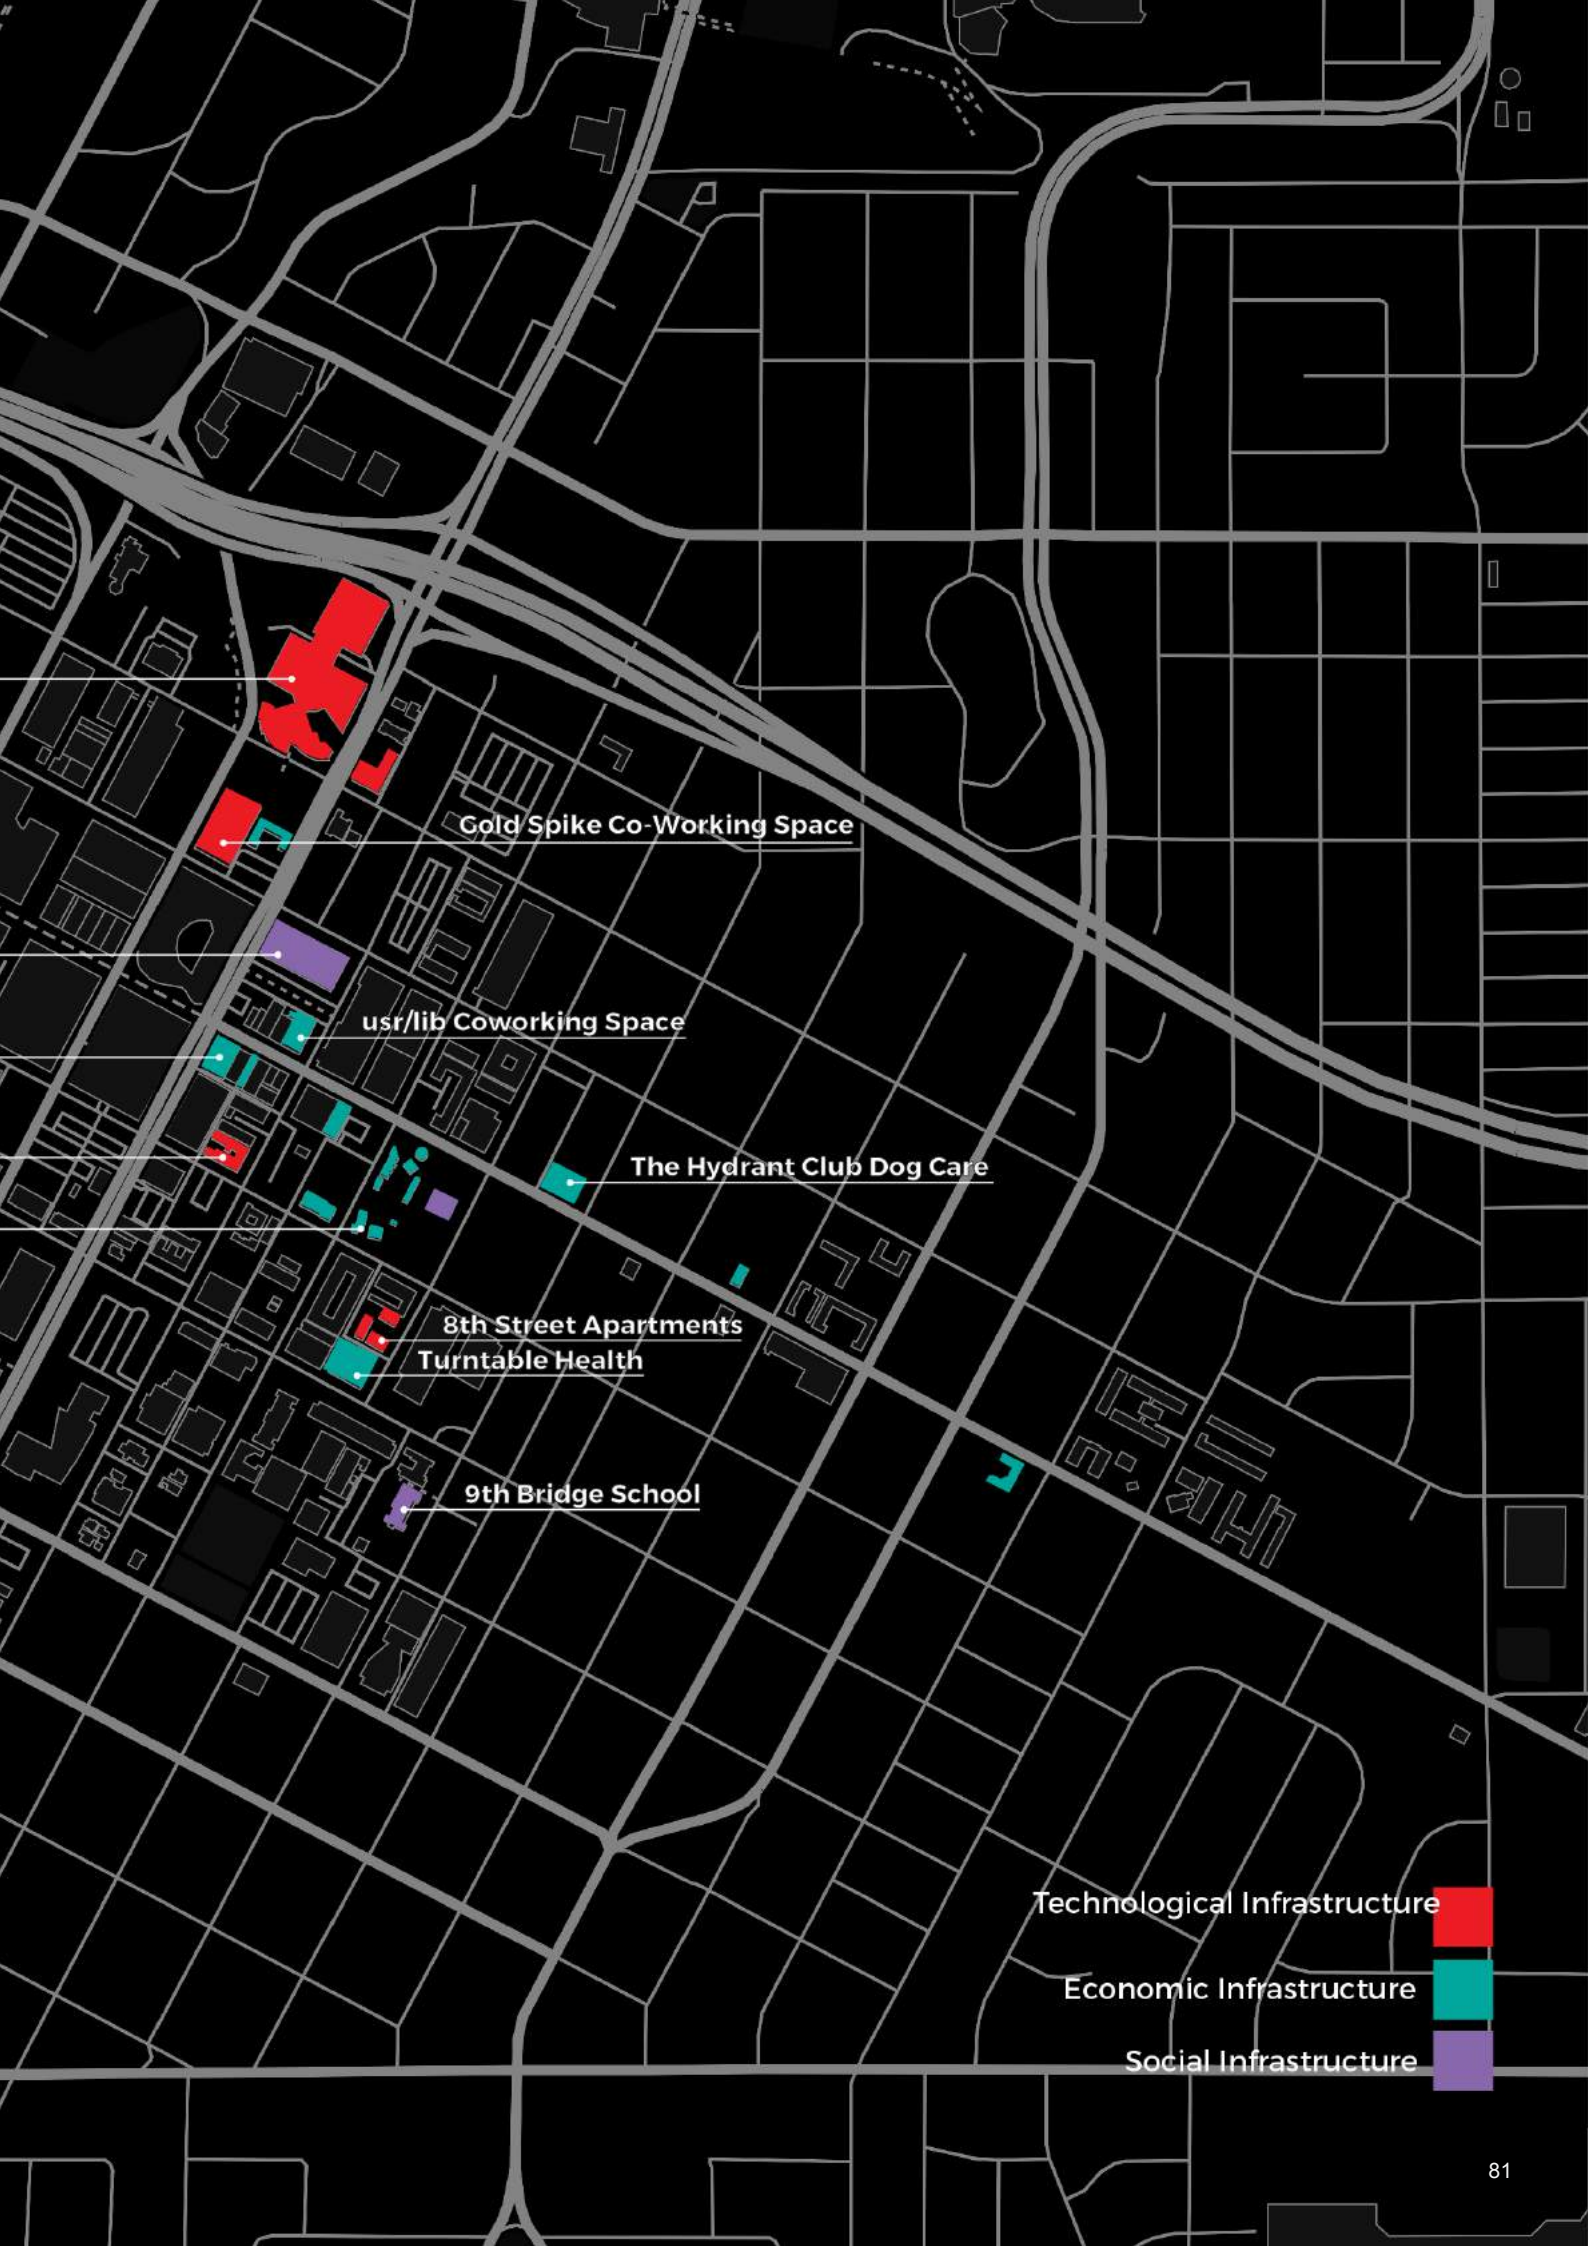 Gold Spike Co-Working Space
usr/lib Coworking Space
The Hydrant Club Dog Care
8th Street Apartments
Turntable Health
9th Bridge School
Technological Infrastructure
Economic Infrastructure
Social Infrastructure
81